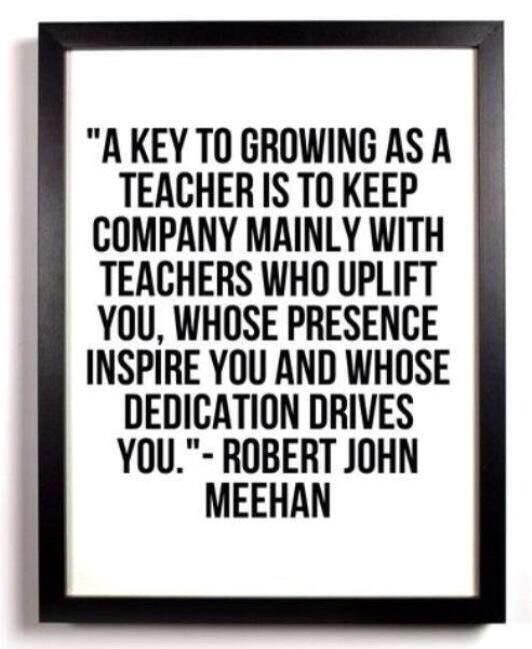 "A KEY TO GROWING AS A
TEACHER IS TO KEEP
COMPANY MAINLY WITH
TEACHERS WHO UPLIFT
YOU, WHOSE PRESENCE
INSPIRE YOU AND WHOSE
DEDICATION DRIVES
YOU."- ROBERT JOHN
MEEHAN